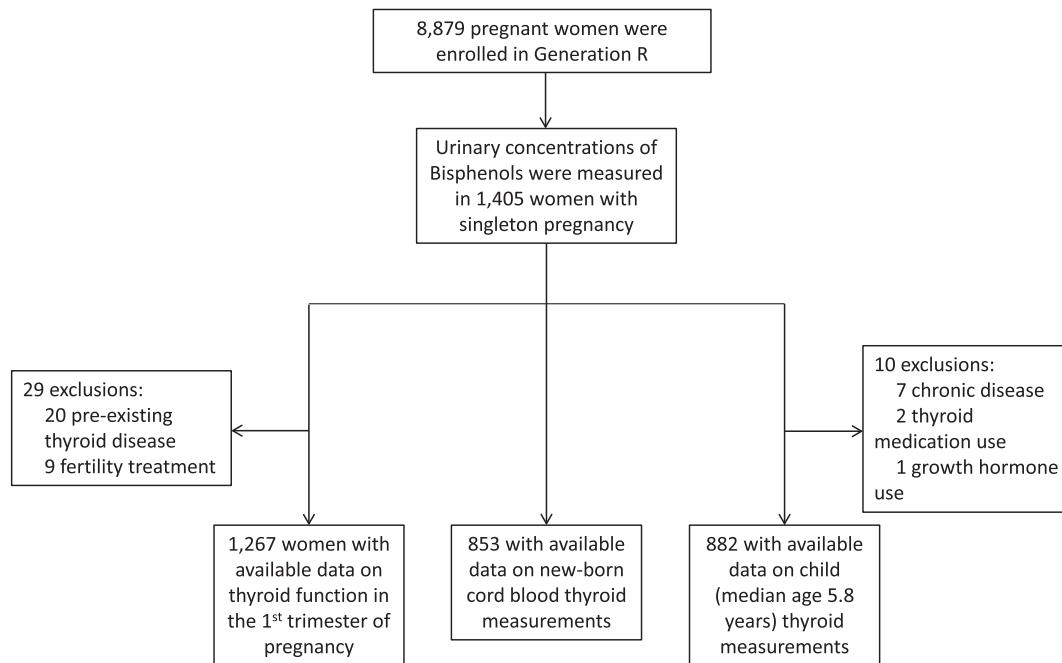 8,879 pregnant women were
enrolled in Generation R
Urinary concentrations of
Bisphenols were measured
in 1,405 women with
singleton pregnancy
29 exclusions:
20 pre-existing
thyroid disease
9 fertility treatment
10 exclusions:
7 chronic disease
2 thyroid
medication use
1 growth hormone
use
1,267 women with
available data on
thyroid function in
the 1st trimester of
pregnancy
853 with available
data on new-born
cord blood thyroid
measurements
882 with available
data on child
(median age 5.8
years) thyroid
measurements